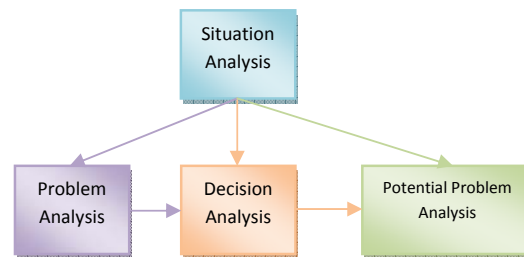 Situation
Analysis
Problem
Analysis
Decision
Analysis
Potential Problem
Analysis